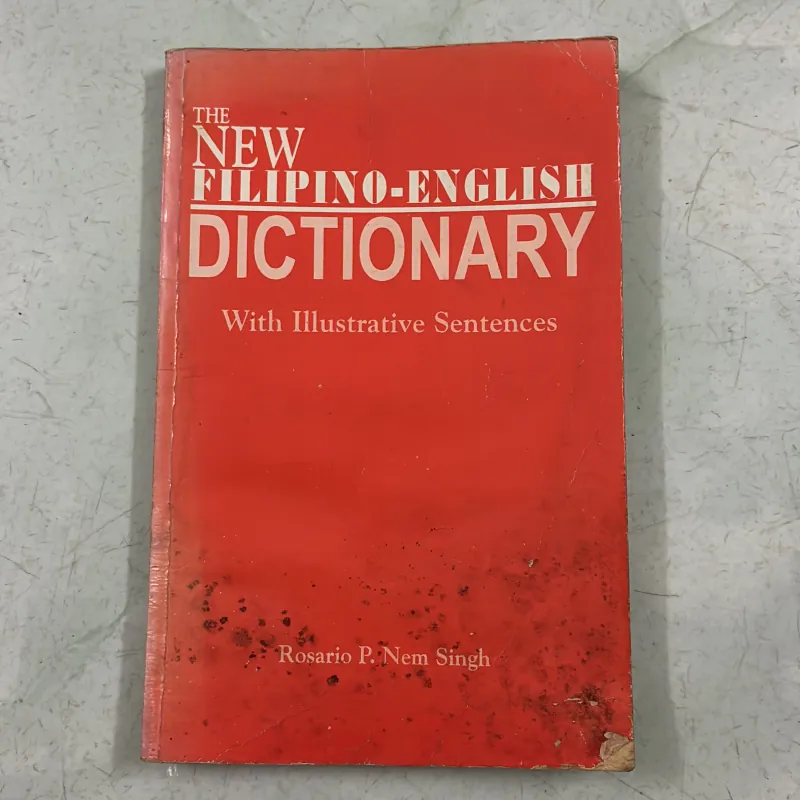 THE
NEW
FILIPINO-ENGLISH
DICTIONARY
With Illustrative Sentences
Rosario P. Nem Singh